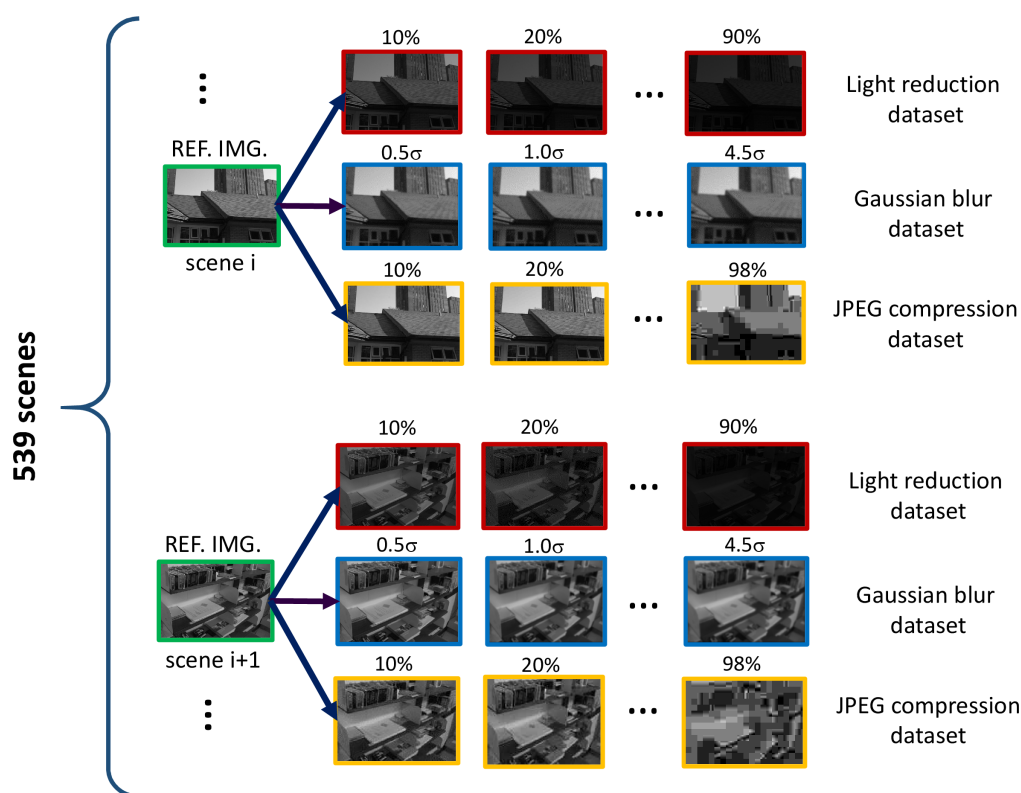 539 scenes
10%
20%
90%
Light reduction
dataset
REF. IMG.
scene i
0.5σ
1.0σ
4.5σ
Gaussian blur
dataset
10%
20%
98%
JPEG compression
dataset
10%
20%
90%
Light reduction
dataset
REF. IMG.
scene i+1
0.5σ
1.0σ
4.5σ
Gaussian blur
dataset
10%
20%
98%
JPEG compression
dataset